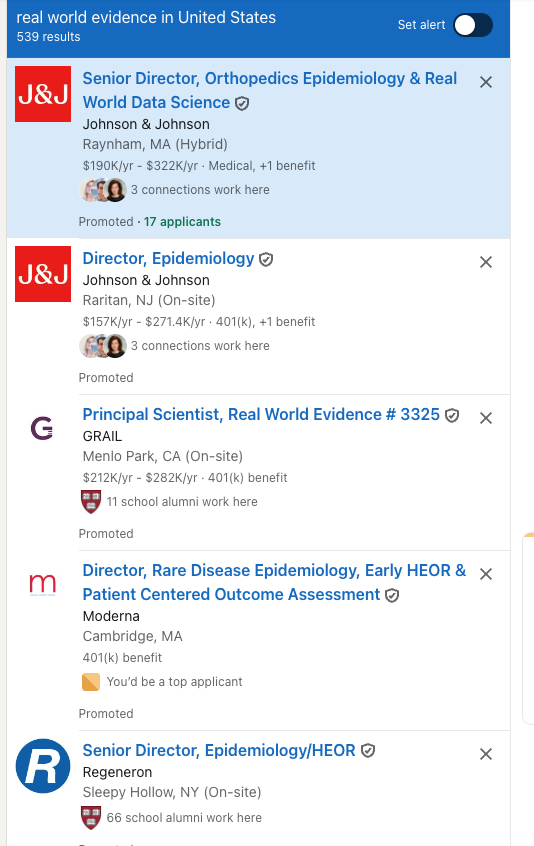 real world evidence in United States
539 results
Set alert
J&J
Senior Director, Orthopedics Epidemiology & Real
World Data Science
Johnson & Johnson
Raynham, MA (Hybrid)
$190K/yr - $322K/yr · Medical, +1 benefit
3 connections work here
Promoted · 17 applicants
J&J
Director, Epidemiology
Johnson & Johnson
Raritan, NJ (On-site)
$157K/yr - $271.4K/yr · 401(k), +1 benefit
3 connections work here
Promoted
G
Principal Scientist, Real World Evidence # 3325
GRAIL
Menlo Park, CA (On-site)
$212K/yr - $282K/yr · 401(k) benefit
11 school alumni work here
Promoted
m
Director, Rare Disease Epidemiology, Early HEOR &
Patient Centered Outcome Assessment
Moderna
Cambridge, MA
401(k) benefit
You'd be a top applicant
Promoted
R
Senior Director, Epidemiology/HEOR
Regeneron
Sleepy Hollow, NY (On-site)
66 school alumni work here